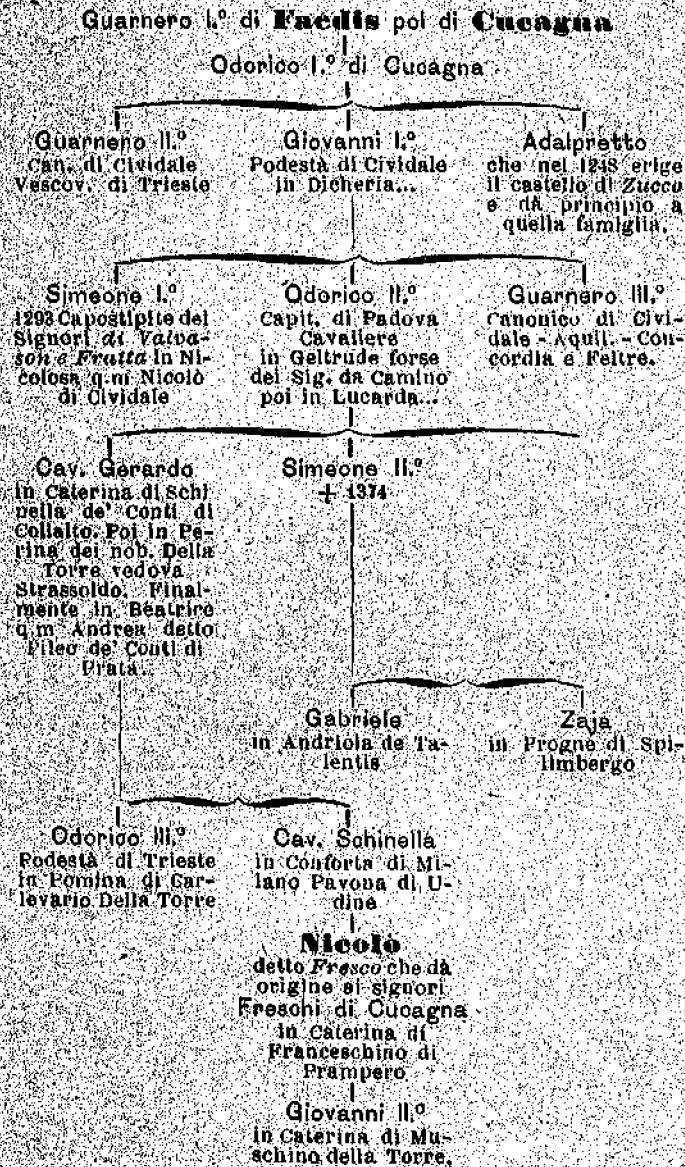 Guarnero I.º di Faedis poi di Cucagna
Odorico I.º di Cucagna
Guarnero II.º
Can. di Cividale
Vescov. di Trieste
Giovanni I.º
Podestà di Cividale
in Dicheria...
Adalpretto
che nel 1248 erige
il castello di Zucco
e dà principio a
quella famiglia.
Simeone I.º
1293 Capostipite dei
Signori di Valva-
son e Fratta in Ni-
colosa q.m Nicolò
di Cividale
Odorico II.º
Capit. di Padova
Cavaliere
in Geltrude forse
dei Sig. da Camino
poi in Lucarda...
Guarnero III.º
Canonico di Civi-
dale - Aquil. - Con-
cordia e Feltre.
Cav. Gerardo
in Caterina di Schi
nella de' Conti di
Collalto. Poi in Pe-
rina dei nob. Della
Torre vedova
Strassoldo. Final-
mente in Beatrice
q.m Andrea detto
Pileo de' Conti di
Prata..
Simeone II.º
+ 1374
Gabriele
in Andriola de Ta-
lentis
Zaja
in Progne di Spi-
limbergo
Odorico III.º
Podestà di Trieste
in Pomina di Car-
levario Della Torre
Cav. Schinella
in Conforta di Mi-
lano Pavona di U-
dine
Nicolò
detto Fresco che dà
origine ai signori
Freschi di Cucagna
in Caterina di
Franceschino di
Prampero
Giovanni II.º
in Caterina di Mu-
schino della Torre.